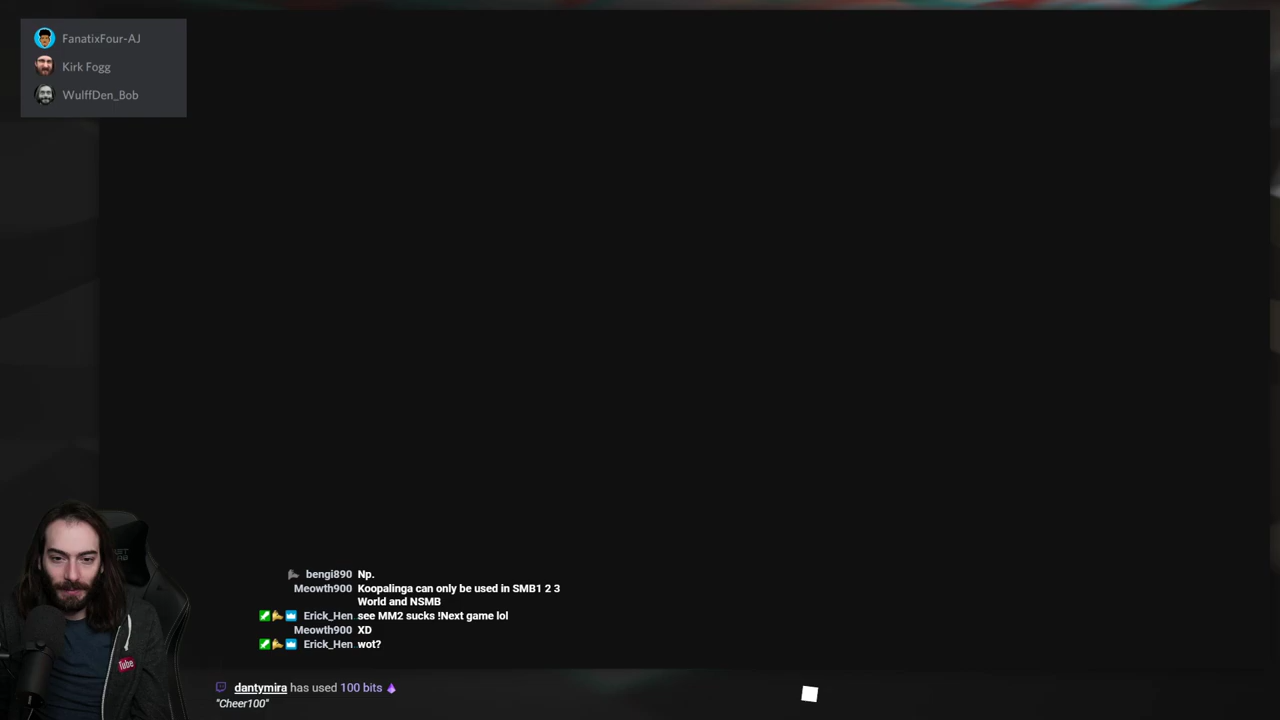 FanatixFour-AJ
Kirk Fogg
WulffDen_Bob
bengi890 Np.
Meowth900 Koopalinga can only be used in SMB1 2 3
World and NSMB
Erick_Hen see MM2 sucks !Next game lol
Meowth900 XD
Erick_Hen wot?
Tube
dantymira has used 100 bits
"Cheer100"